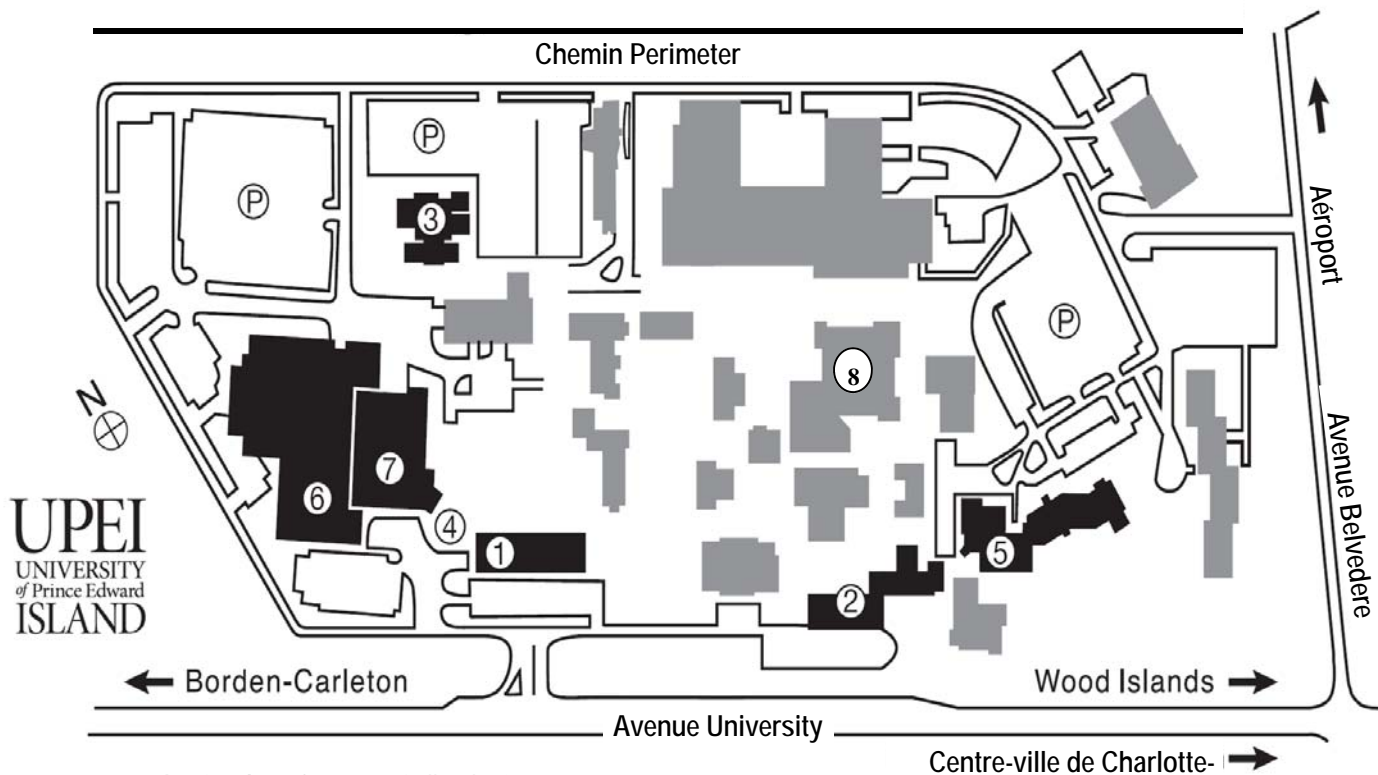 Chemin Perimeter
P
3
P
Aéroport
P
8
N
7
6
4
1
5
2
UPEI
UNIVERSITY
of Prince Edward
ISLAND
Avenue Belvedere
Borden-Carleton
Wood Islands
Avenue University
Centre-ville de Charlotte-